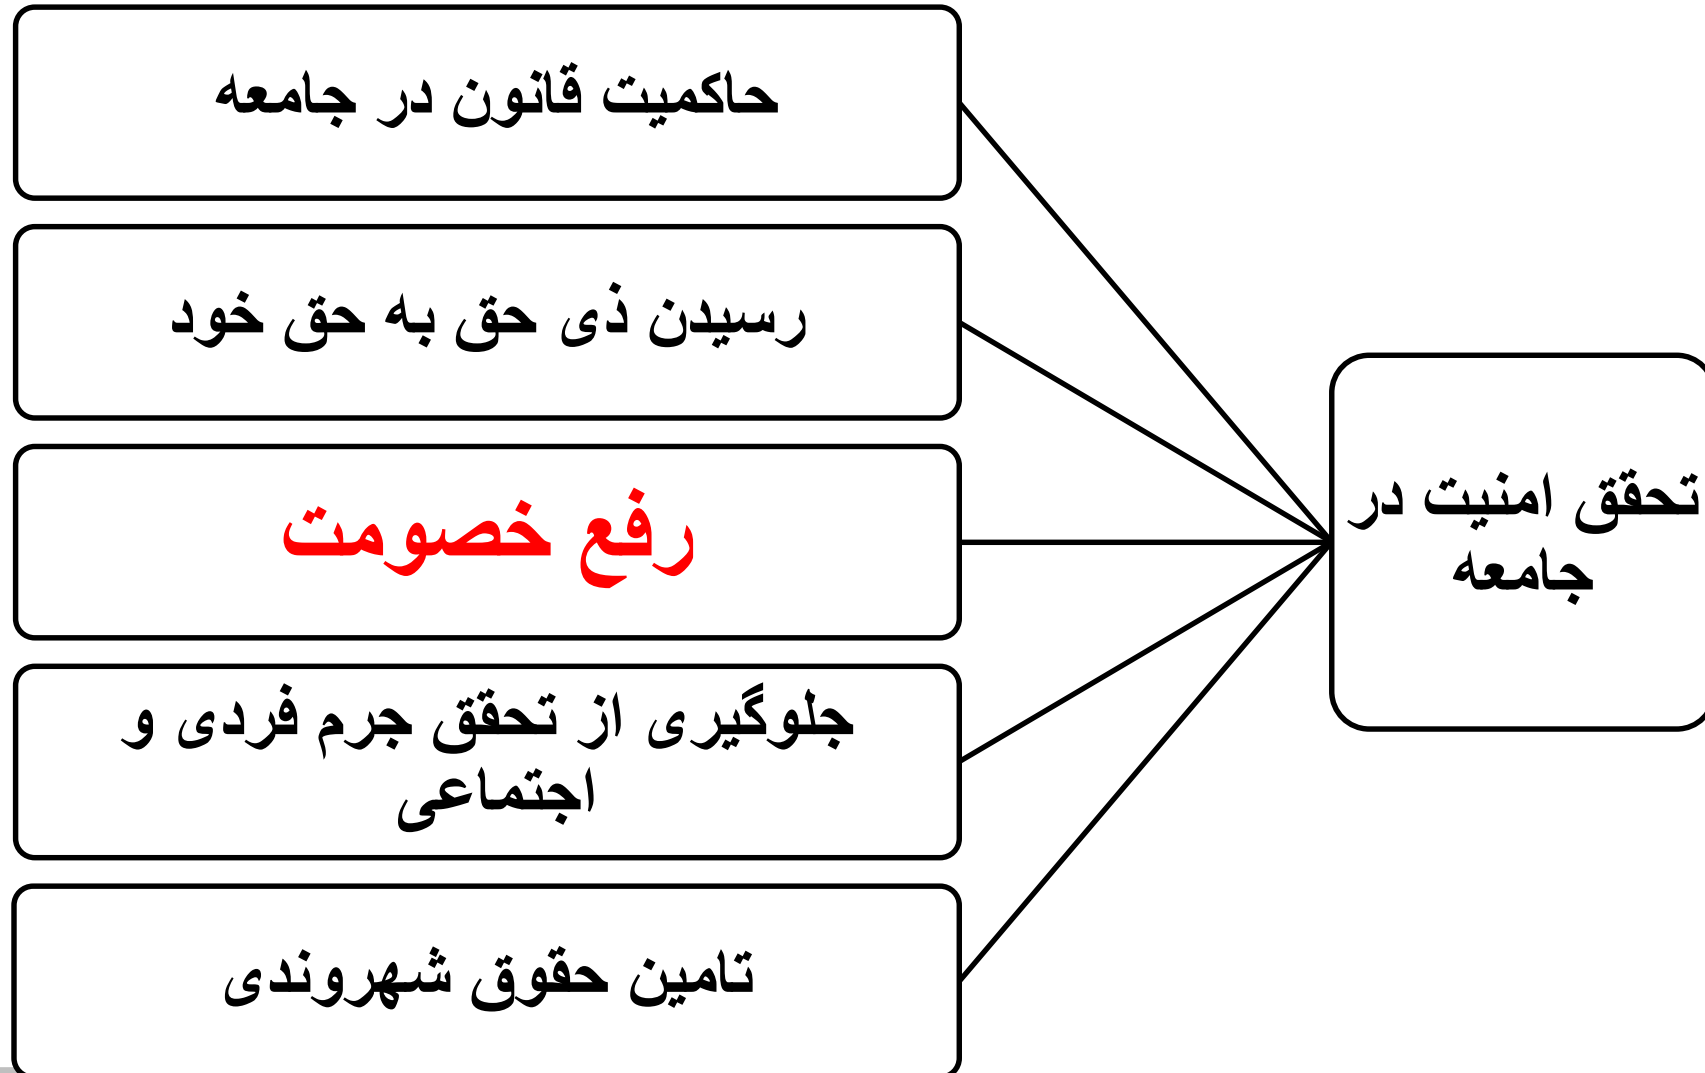 تحقق امنیت در
جامعه
حاکمیت قانون در جامعه
رسیدن ذی حق به حق خود
رفع خصومت
جلوگیری از تحقق جرم فردی و
اجتماعی
تامین حقوق شهروندی